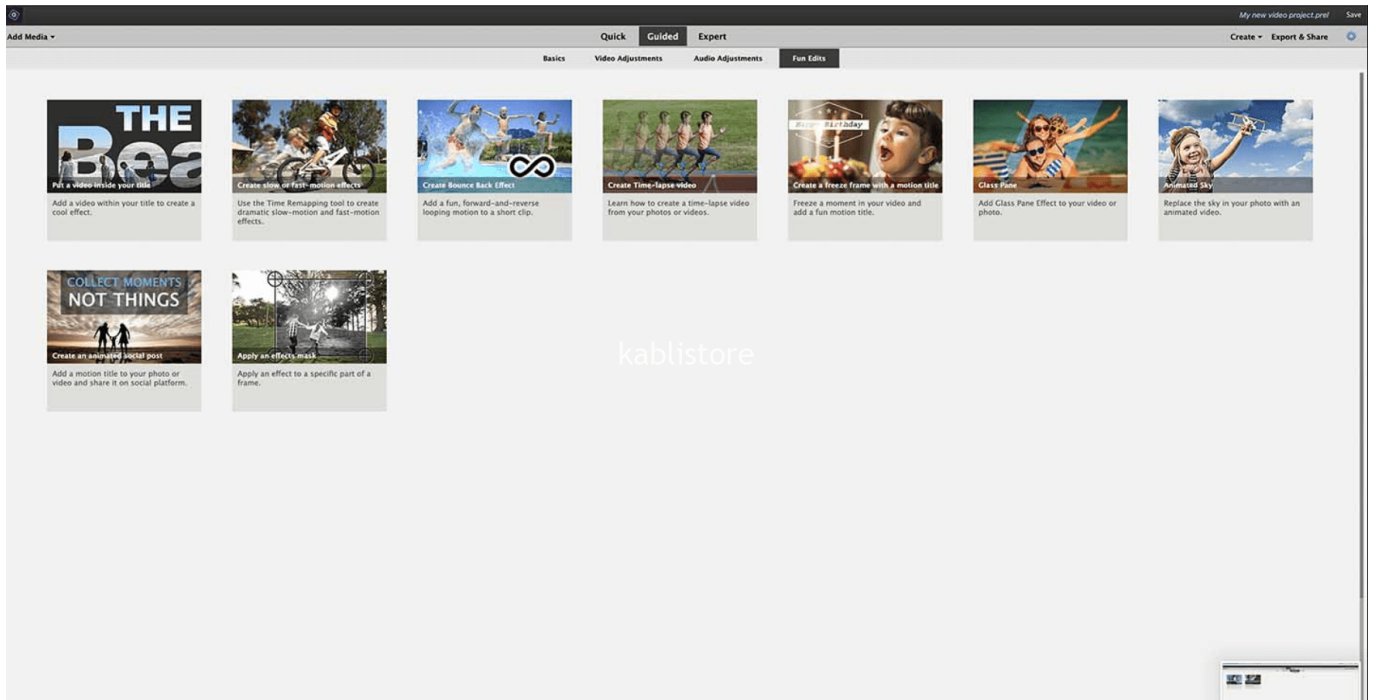 My new video project.prel Save
Add Media Quick Guided Expert Create Export & Share
Basics Video Adjustments Audio Adjustments Fun Edits
THE
Bea
Put a video inside your title
Add a video within your title to create a
cool effect.
Create slow or fast-motion effects
Use the Time Remapping tool to create
dramatic slow-motion and fast-motion
effects.
Create Bounce Back Effect
Add a fun, forward-and-reverse
looping motion to a short clip.
Create Time-lapse video
Learn how to create a time-lapse video
from your photos or videos.
Happy Birthday
Create a freeze frame with a motion title
Freeze a moment in your video and
add a fun motion title.
Glass Pane
Add Glass Pane Effect to your video or
photo.
Animated Sky
Replace the sky in your photo with an
animated video.
COLLECT MOMENTS
NOT THINGS
Create an animated social post
Add a motion title to your photo or
video and share it on social platform.
Apply an effects mask
Apply an effect to a specific part of a
frame.
kablistore